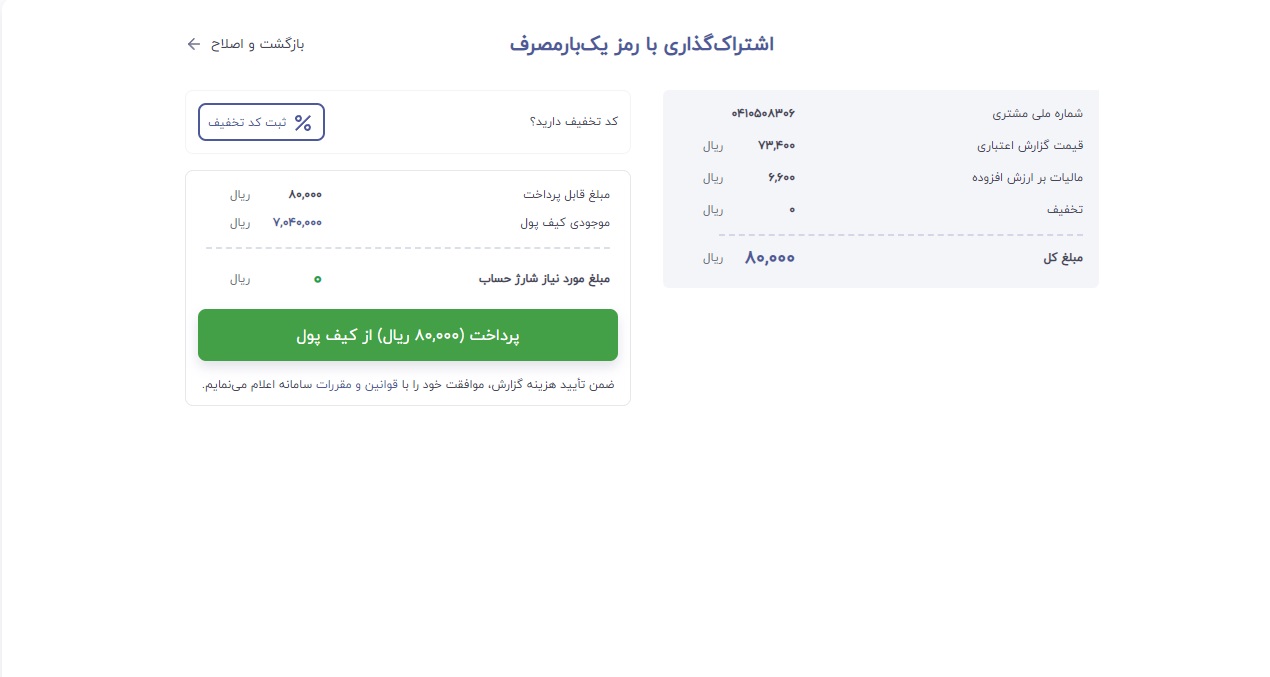 اشتراک‌گذاری با رمز یک‌بارمصرف
بازگشت و اصلاح
شماره ملی مشتری ۰۴۱۰۵۰۸۳۰۶
قیمت گزارش اعتباری ۷۳,۴۰۰ ریال
مالیات بر ارزش افزوده ۶,۶۰۰ ریال
تخفیف ۰ ریال
مبلغ کل ۸۰,۰۰۰ ریال
کد تخفیف دارید؟ ثبت کد تخفیف
مبلغ قابل پرداخت ۸۰,۰۰۰ ریال
موجودی کیف پول ۷,۰۴۰,۰۰۰ ریال
مبلغ مورد نیاز شارژ حساب ۰ ریال
پرداخت (۸۰,۰۰۰ ریال) از کیف پول
ضمن تأیید هزینه گزارش، موافقت خود را با قوانین و مقررات سامانه اعلام می‌نمایم.